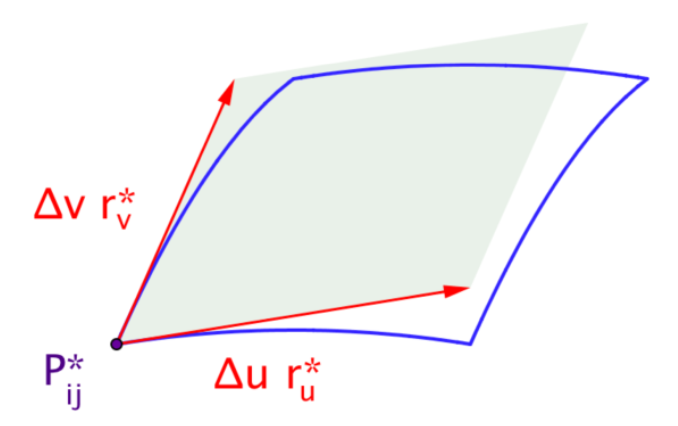 Δv r*v
P*ij
Δu r*u